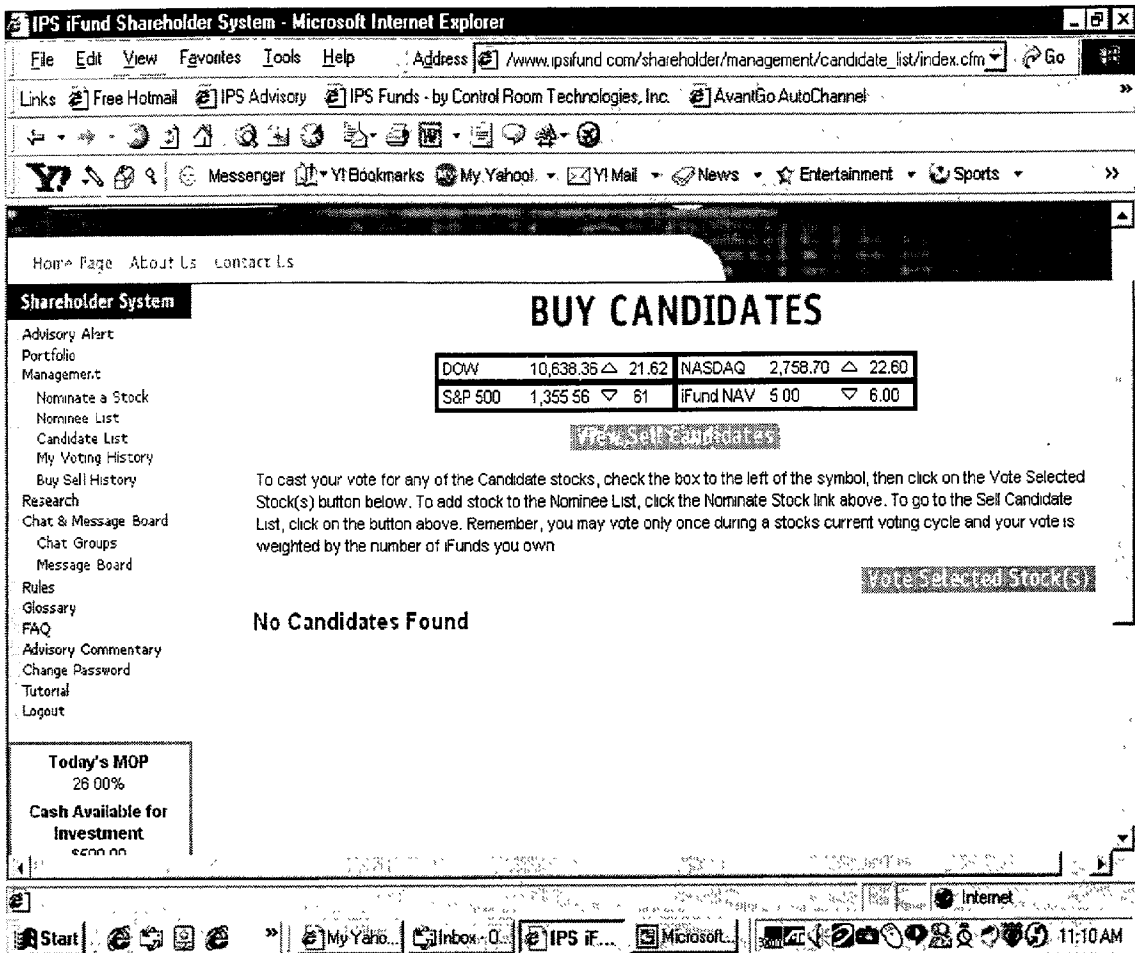 IPS iFund Shareholder System - Microsoft Internet Explorer
File Edit View Favorites Tools Help Address /www.ipsifund com/shareholder/management/candidate_list/index.cfm Go
Links Free Hotmail IPS Advisory IPS Funds - by Control Room Technologies, Inc. AvantGo AutoChannel
Y? Messenger Y! Bookmarks My Yahoo! Y! Mail News Entertainment Sports
Home Page About Us Contact Us
Shareholder System
Advisory Alert
Portfolio
Management
Nominate a Stock
Nominee List
Candidate List
My Voting History
Buy Sell History
Research
Chat & Message Board
Chat Groups
Message Board
Rules
Glossary
FAQ
Advisory Commentary
Change Password
Tutorial
Logout
Today's MOP
26 00%
Cash Available for
Investment
$500.00
BUY CANDIDATES
DOW 10,638.36 △ 21.62 NASDAQ 2,758.70 △ 22.60
S&P 500 1,355 56 ▽ 61 iFund NAV 5 00 ▽ 6.00
View Sell Candidates
To cast your vote for any of the Candidate stocks, check the box to the left of the symbol, then click on the Vote Selected
Stock(s) button below. To add stock to the Nominee List, click the Nominate Stock link above. To go to the Sell Candidate
List, click on the button above. Remember, you may vote only once during a stocks current voting cycle and your vote is
weighted by the number of iFunds you own
Vote Selected Stock(s)
No Candidates Found
Internet
Start My Yaho... Inbox - O... IPS iF... Microsoft... 11:10 AM